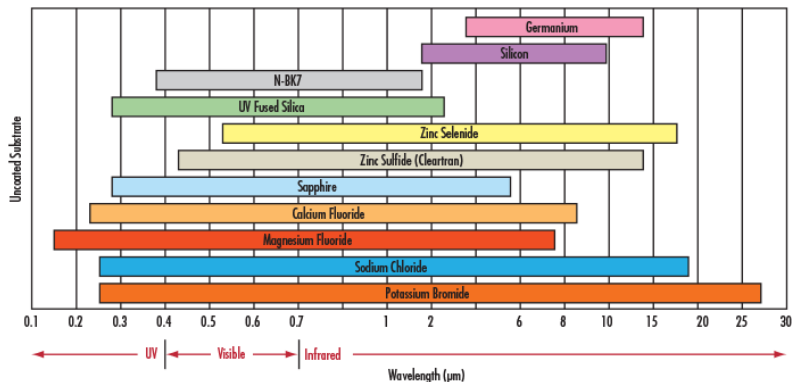 Germanium
Silicon
N-BK7
UV Fused Silica
Zinc Selenide
Zinc Sulfide (Cleartran)
Sapphire
Calcium Fluoride
Magnesium Fluoride
Sodium Chloride
Potassium Bromide
Uncoated Substrate
0.1 0.2 0.3 0.4 0.5 0.6 0.7 1 2 6 8 10 15 20 25 30
UV Visible Infrared
Wavelength (µm)